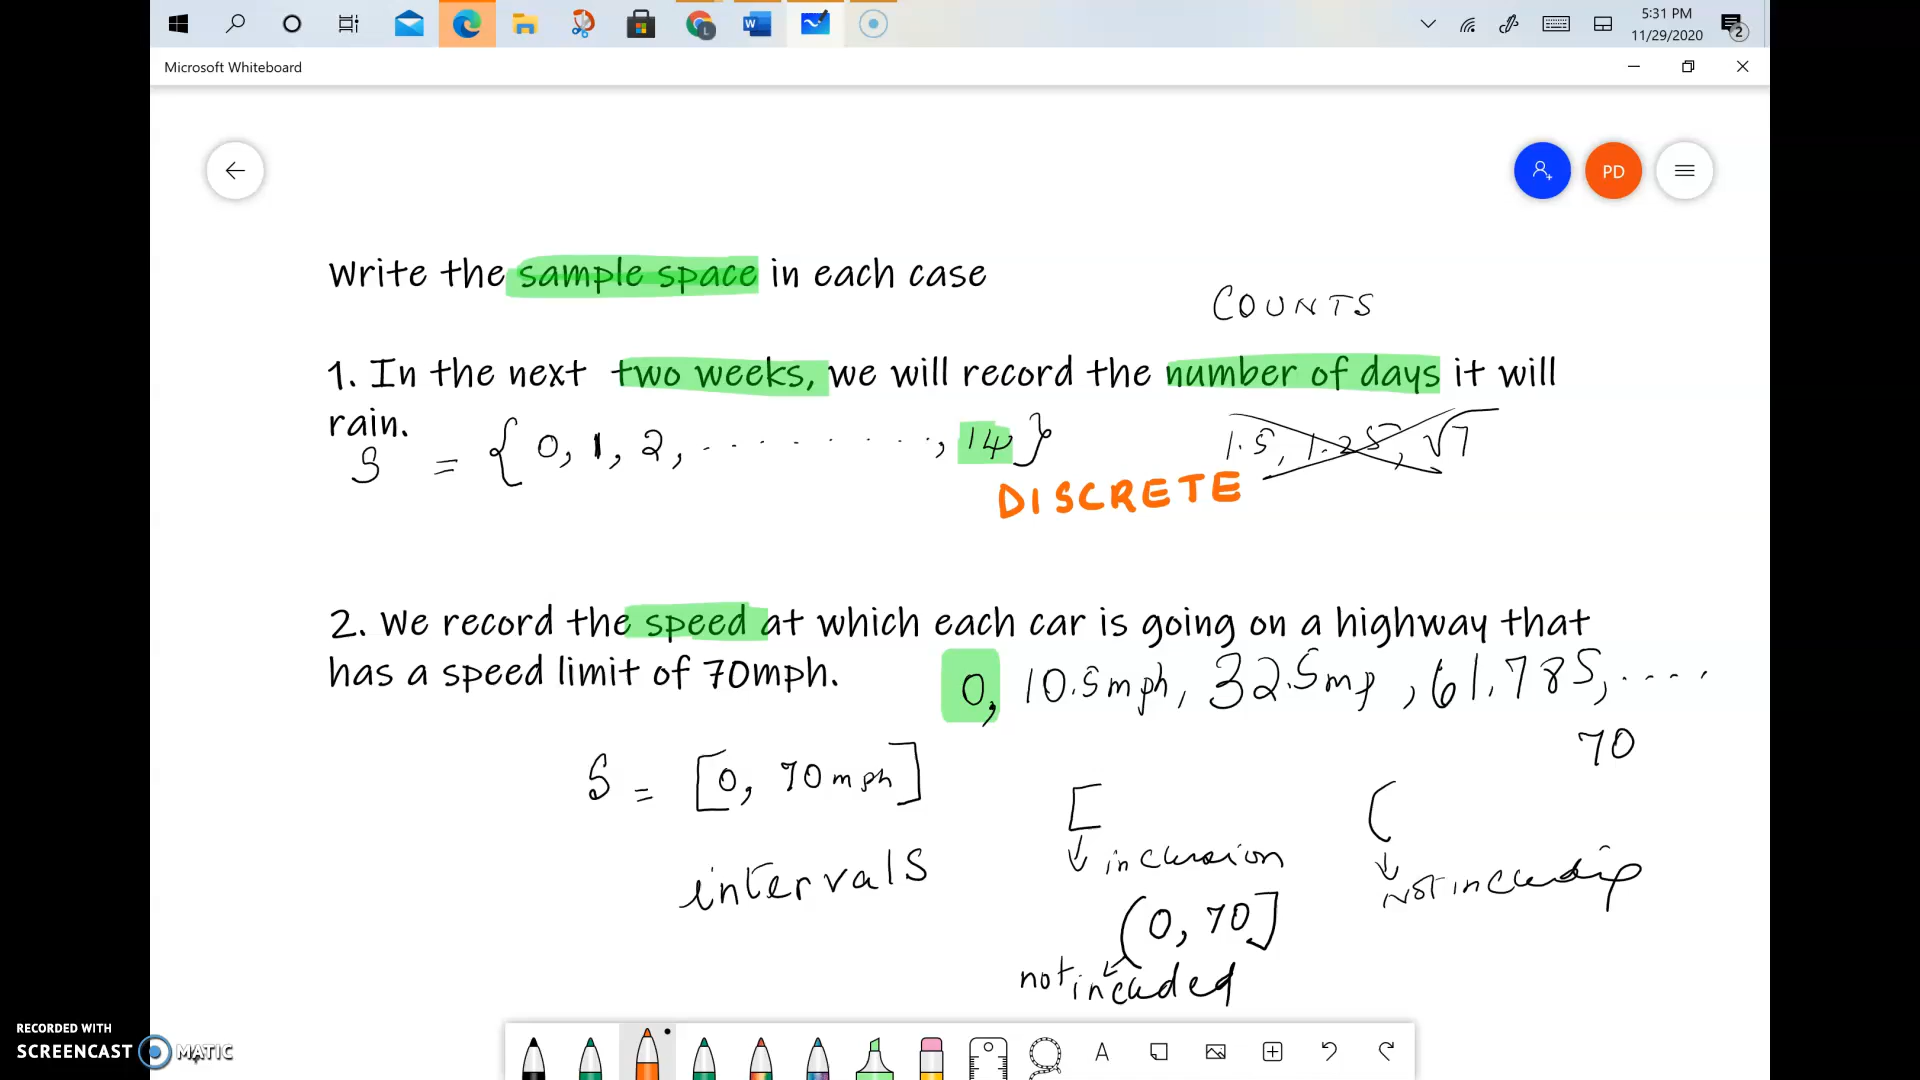 5:31 PM
11/29/2020
2
Microsoft Whiteboard
PD
Write the sample space in each case
COUNTS
1. In the next two weeks, we will record the number of days it will
rain.
S = { 0, 1, 2, .........., 14 }
1.5, 1.25, √7
DISCRETE
2. We record the speed at which each car is going on a highway that
has a speed limit of 70mph.
0, 10.5mph, 32.5mp, 61.785, ....
70
S = [0, 70mph]
[
(
inclusion
not including
intervals
(0, 70]
not included
RECORDED WITH
SCREENCAST MATIC